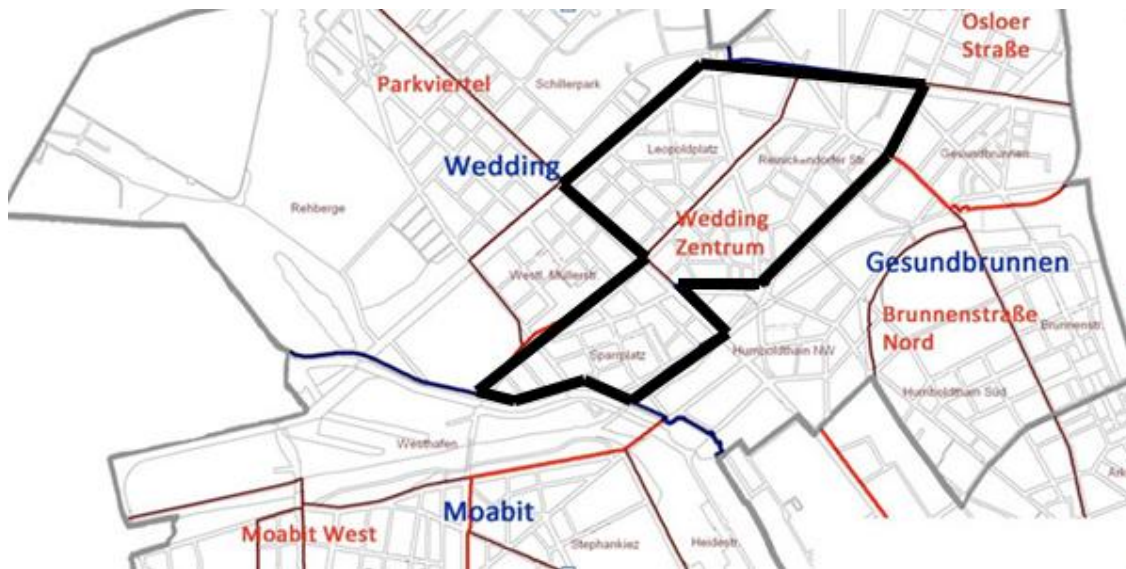 Osloer
Straße
Parkviertel
Schillerpark
Leopoldplatz
Reinickendorfer Str.
Gesundbrunnen
Wedding
Rehberge
Wedding
Zentrum
Westl. Müllerstr.
Gesundbrunnen
Brunnenstraße
Nord
Brunnenstr.
Sparrplatz
Humboldthain NW
Humboldthain Süd
Westhafen
Moabit
Moabit West
Stephankiez
Heidestr.